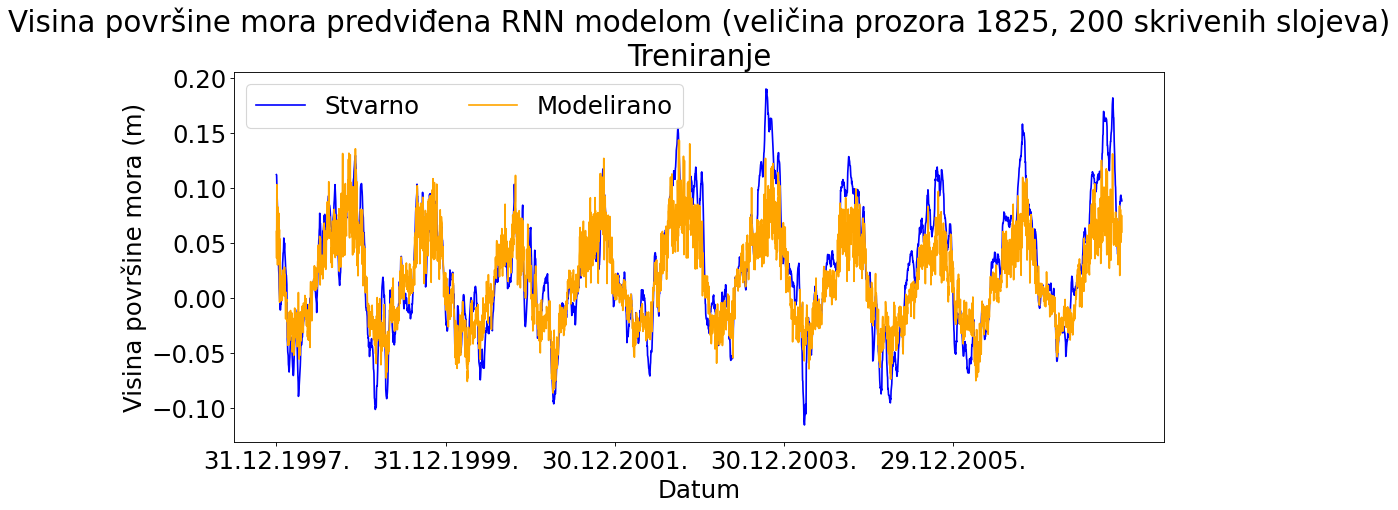 Visina površine mora predviđena RNN modelom (veličina prozora 1825, 200 skrivenih slojeva)
Treniranje
Stvarno
Modelirano
Visina površine mora (m)
0.20
0.15
0.10
0.05
0.00
−0.05
−0.10
31.12.1997.
31.12.1999.
30.12.2001.
30.12.2003.
29.12.2005.
Datum